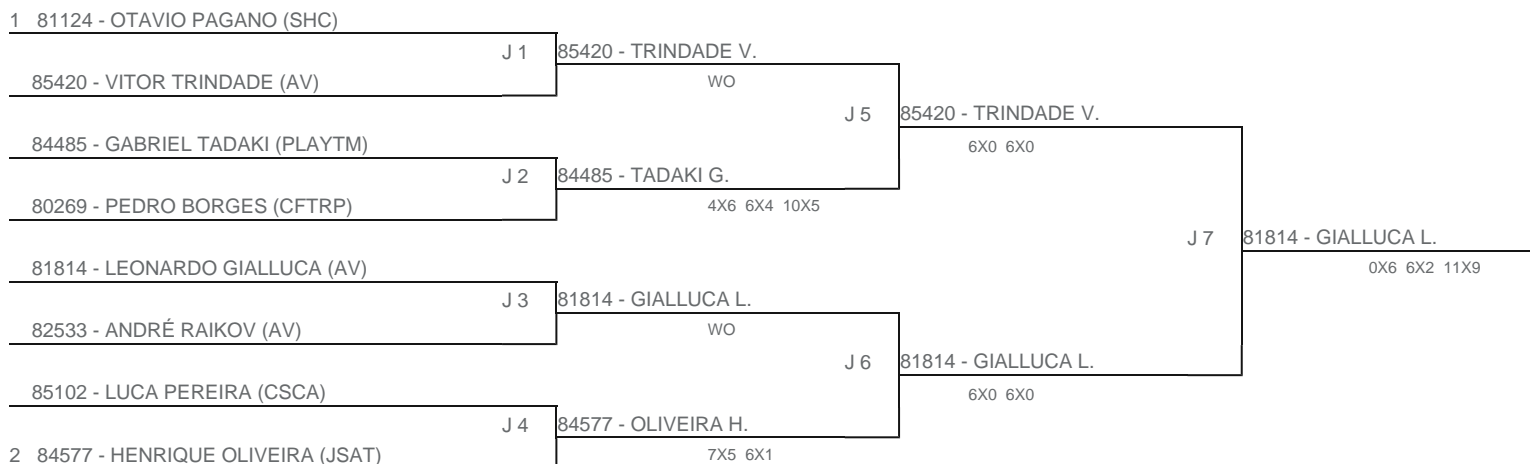 1 81124 - OTAVIO PAGANO (SHC)
J 1
85420 - TRINDADE V.
85420 - VITOR TRINDADE (AV)
WO
J 5
85420 - TRINDADE V.
84485 - GABRIEL TADAKI (PLAYTM)
6X0 6X0
J 2
84485 - TADAKI G.
80269 - PEDRO BORGES (CFTRP)
4X6 6X4 10X5
J 7
81814 - GIALLUCA L.
81814 - LEONARDO GIALLUCA (AV)
0X6 6X2 11X9
J 3
81814 - GIALLUCA L.
82533 - ANDRÉ RAIKOV (AV)
WO
J 6
81814 - GIALLUCA L.
85102 - LUCA PEREIRA (CSCA)
6X0 6X0
J 4
84577 - OLIVEIRA H.
2 84577 - HENRIQUE OLIVEIRA (JSAT)
7X5 6X1